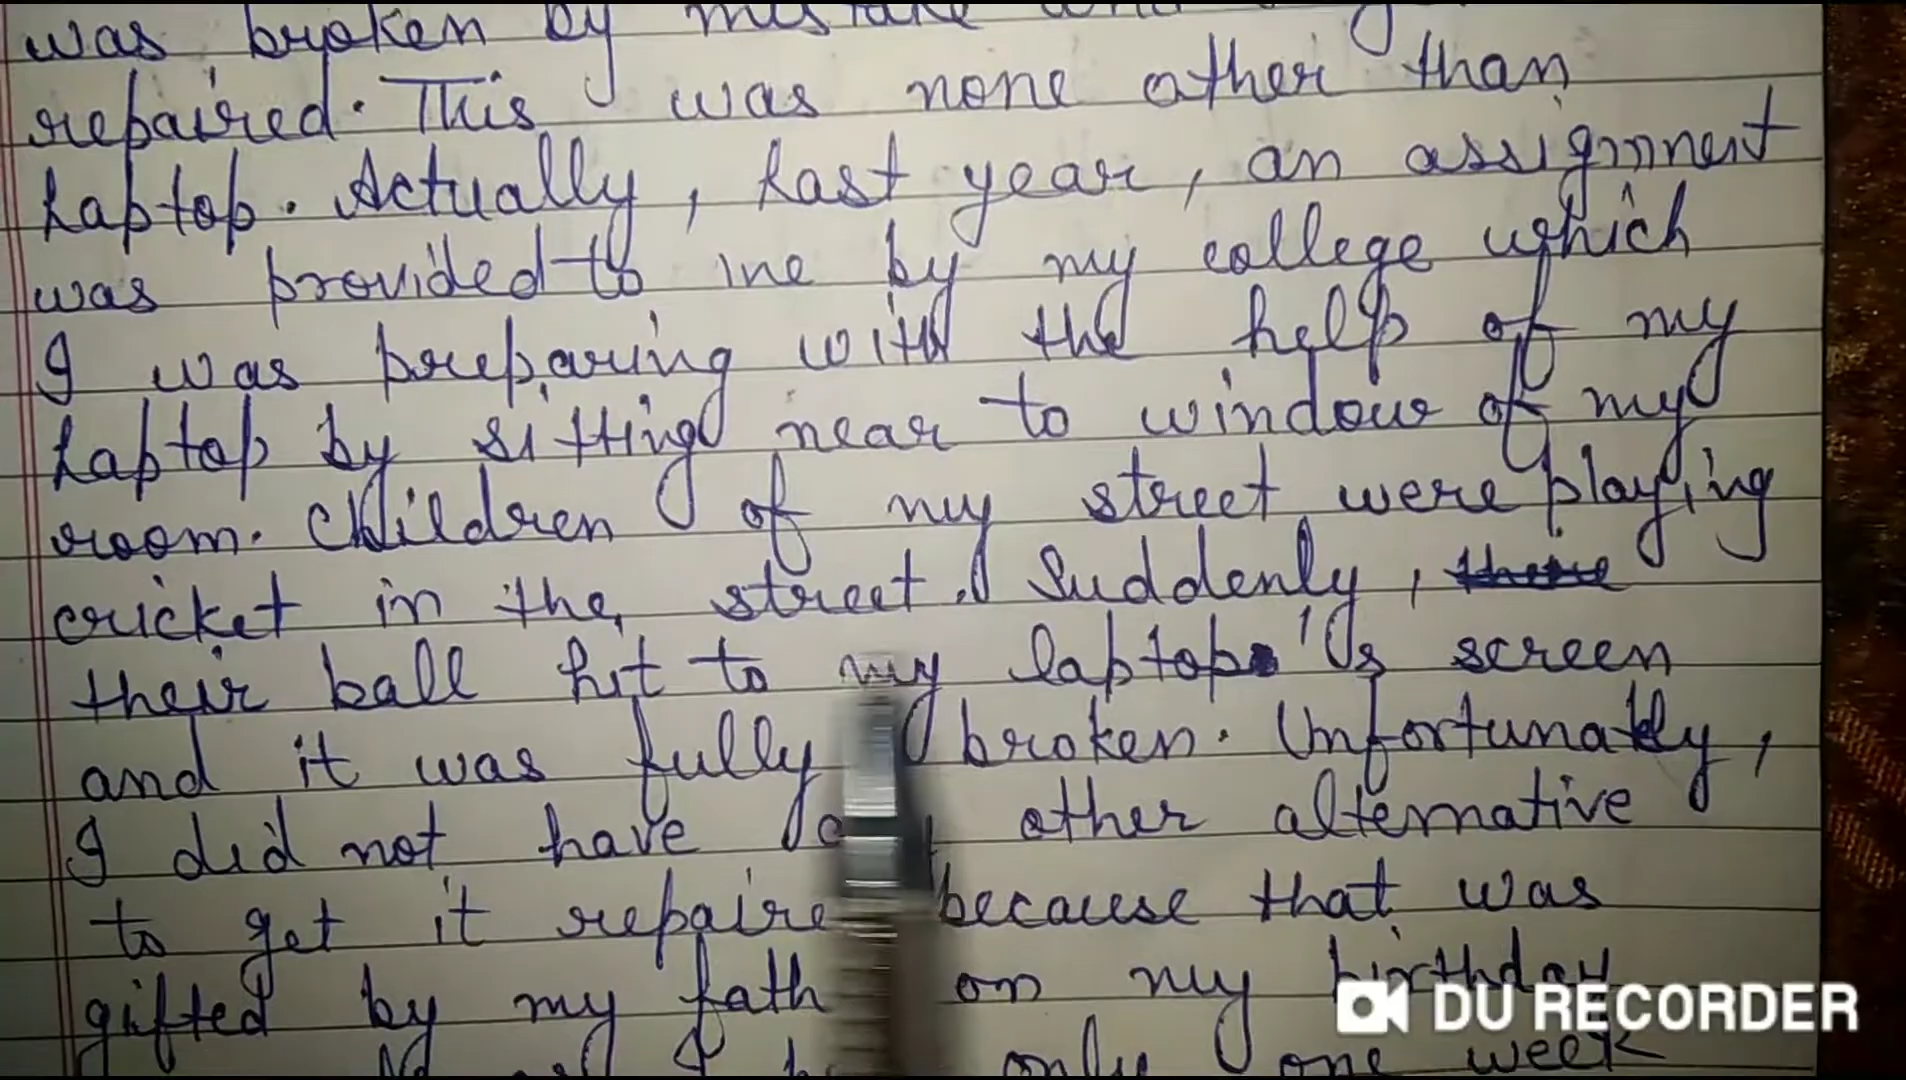 was broken by mistake
repaired. This was none other than
Laptop. Actually, Last year, an assignment
was provided to me by my college which
I was preparing with the help of my
Laptop by sitting near to window of my
room. Children of my street were playing
cricket in the street. Suddenly,
their ball hit to my laptop's screen
and it was fully broken. Unfortunately,
I did not have other alternative
to get it because that was
gifted by my on my birthday
only one week
DU RECORDER